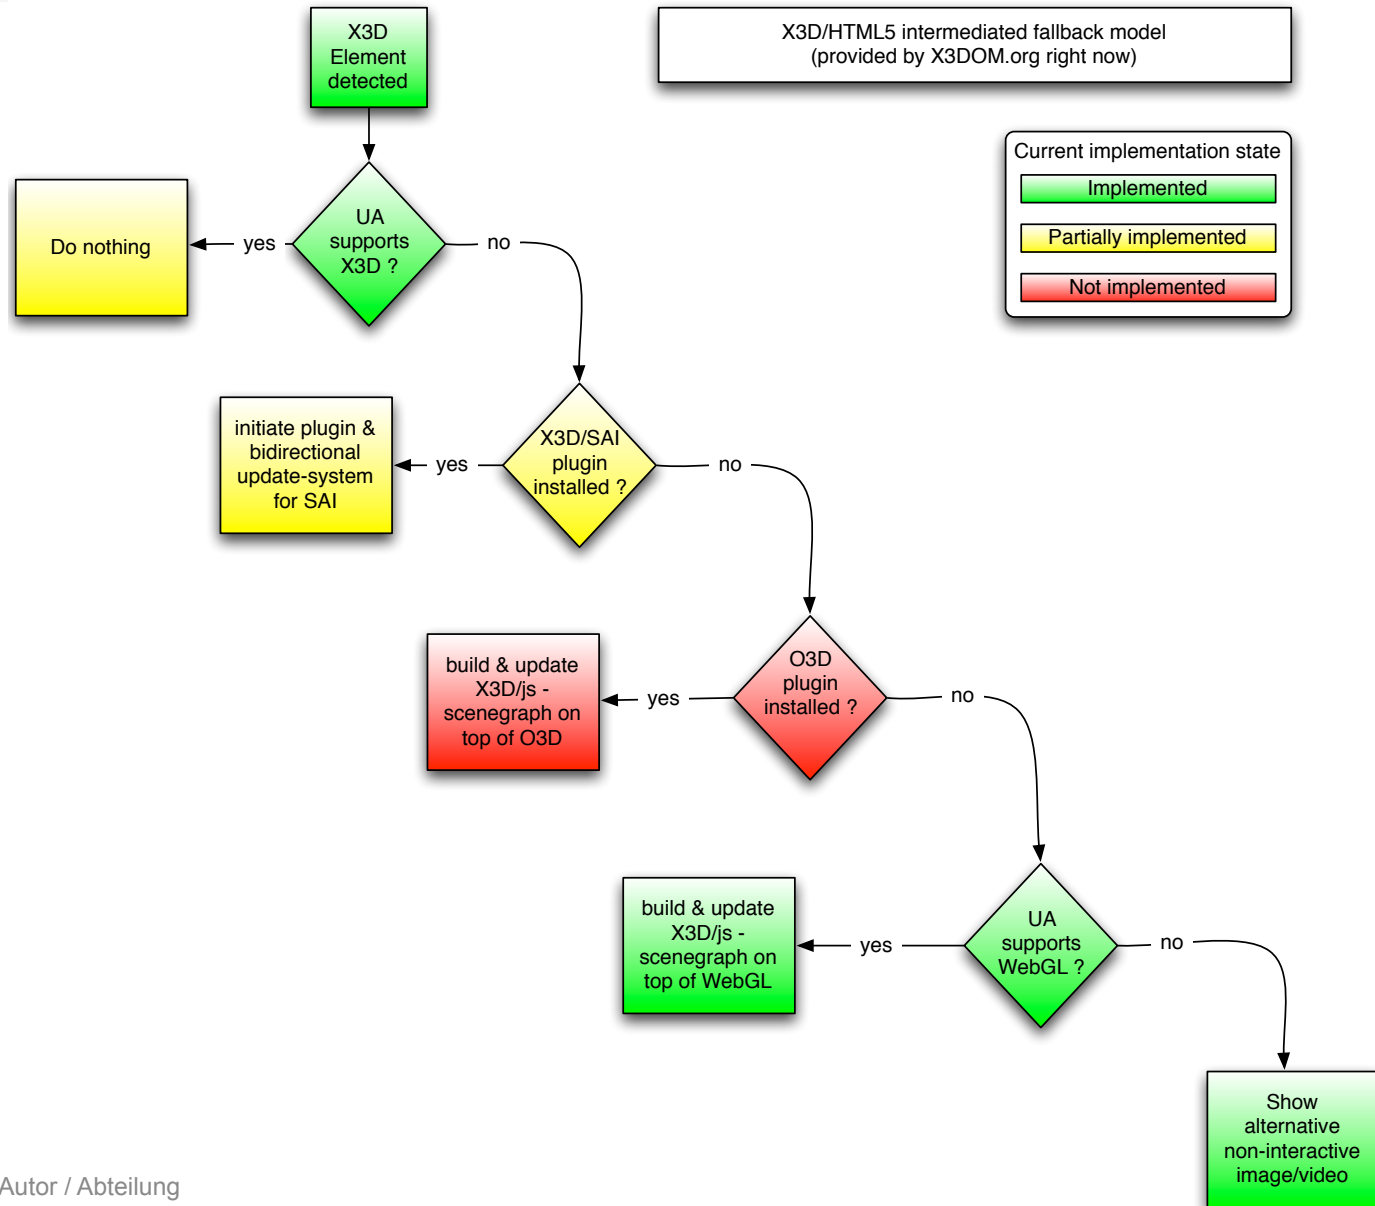 X3D
Element
detected
X3D/HTML5 intermediated fallback model
(provided by X3DOM.org right now)
Current implementation state
Implemented
Partially implemented
Not implemented
Do nothing
yes
UA
supports
X3D ?
no
initiate plugin &
bidirectional
update-system
for SAI
yes
X3D/SAI
plugin
installed ?
no
build & update
X3D/js -
scenegraph on
top of O3D
yes
O3D
plugin
installed ?
no
build & update
X3D/js -
scenegraph on
top of WebGL
yes
UA
supports
WebGL ?
no
Show
alternative
non-interactive
image/video
Autor / Abteilung